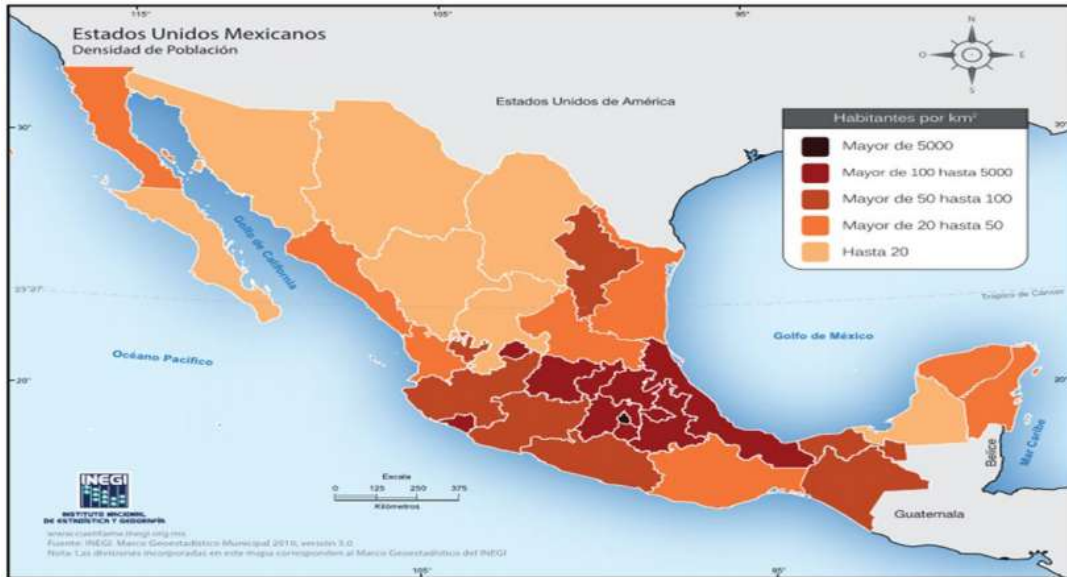 115°
105°
95°
Estados Unidos Mexicanos
Densidad de Población
N
O
E
S
Estados Unidos de América
30°
30°
Habitantes por km²
Mayor de 5000
Mayor de 100 hasta 5000
Mayor de 50 hasta 100
Mayor de 20 hasta 50
Hasta 20
Golfo de California
23°27'
Trópico de Cáncer
Golfo de México
Océano Pacífico
20°
20°
Belice
Mar Caribe
Escala
0 125 250 375
Kilómetros
INEGI
INSTITUTO NACIONAL
DE ESTADÍSTICA Y GEOGRAFÍA
Guatemala
www.cuentame.inegi.org.mx
Fuente: INEGI. Marco Geoestadístico Municipal 2010, versión 5.0
Nota: Las divisiones incorporadas en este mapa corresponden al Marco Geoestadístico del INEGI
105°
95°